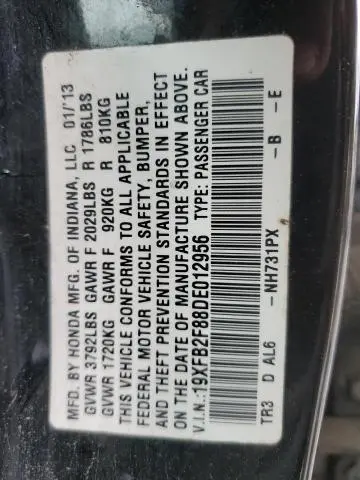 MFD. BY HONDA MFG. OF INDIANA, LLC 01/'13
GVWR 3792LBS GAWR F 2029LBS R 1786LBS
GVWR 1720KG GAWR F 920KG R 810KG
THIS VEHICLE CONFORMS TO ALL APPLICABLE
FEDERAL MOTOR VEHICLE SAFETY, BUMPER,
AND THEFT PREVENTION STANDARDS IN EFFECT
ON THE DATE OF MANUFACTURE SHOWN ABOVE.
V.I.N.:19XFB2F88DE012956 TYPE: PASSENGER CAR
TR3 D AL6 -NH731PX -B -E